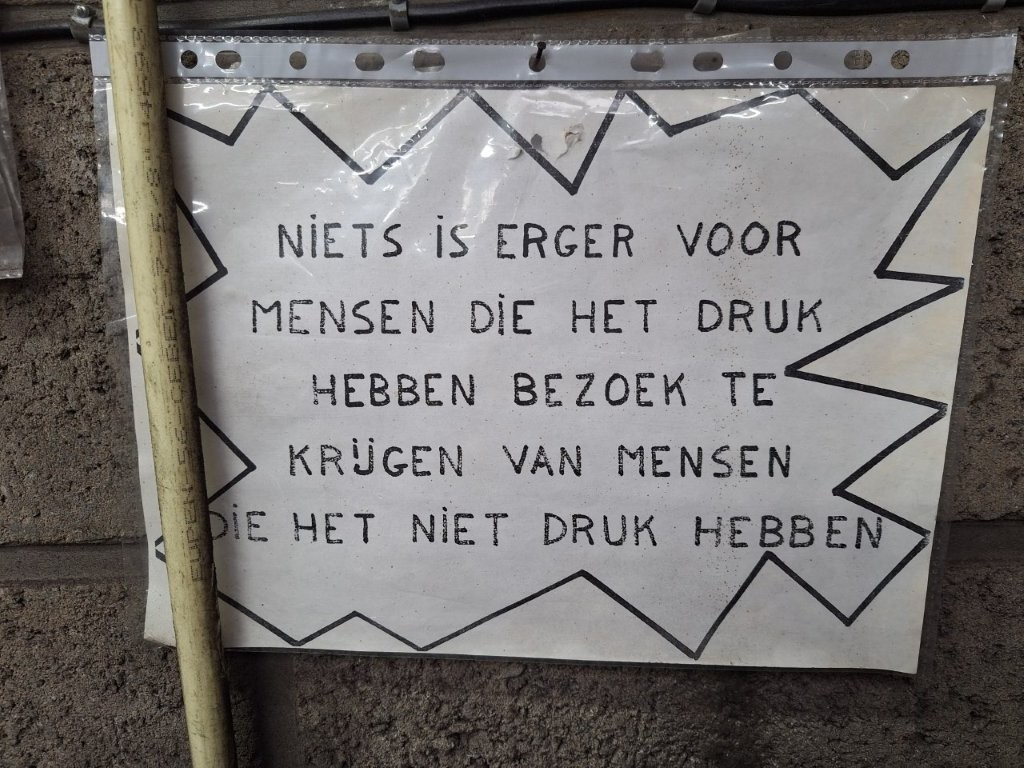 NIETS IS ERGER VOOR
MENSEN DIE HET DRUK
HEBBEN BEZOEK TE
KRIJGEN VAN MENSEN
DIE HET NIET DRUK HEBBEN